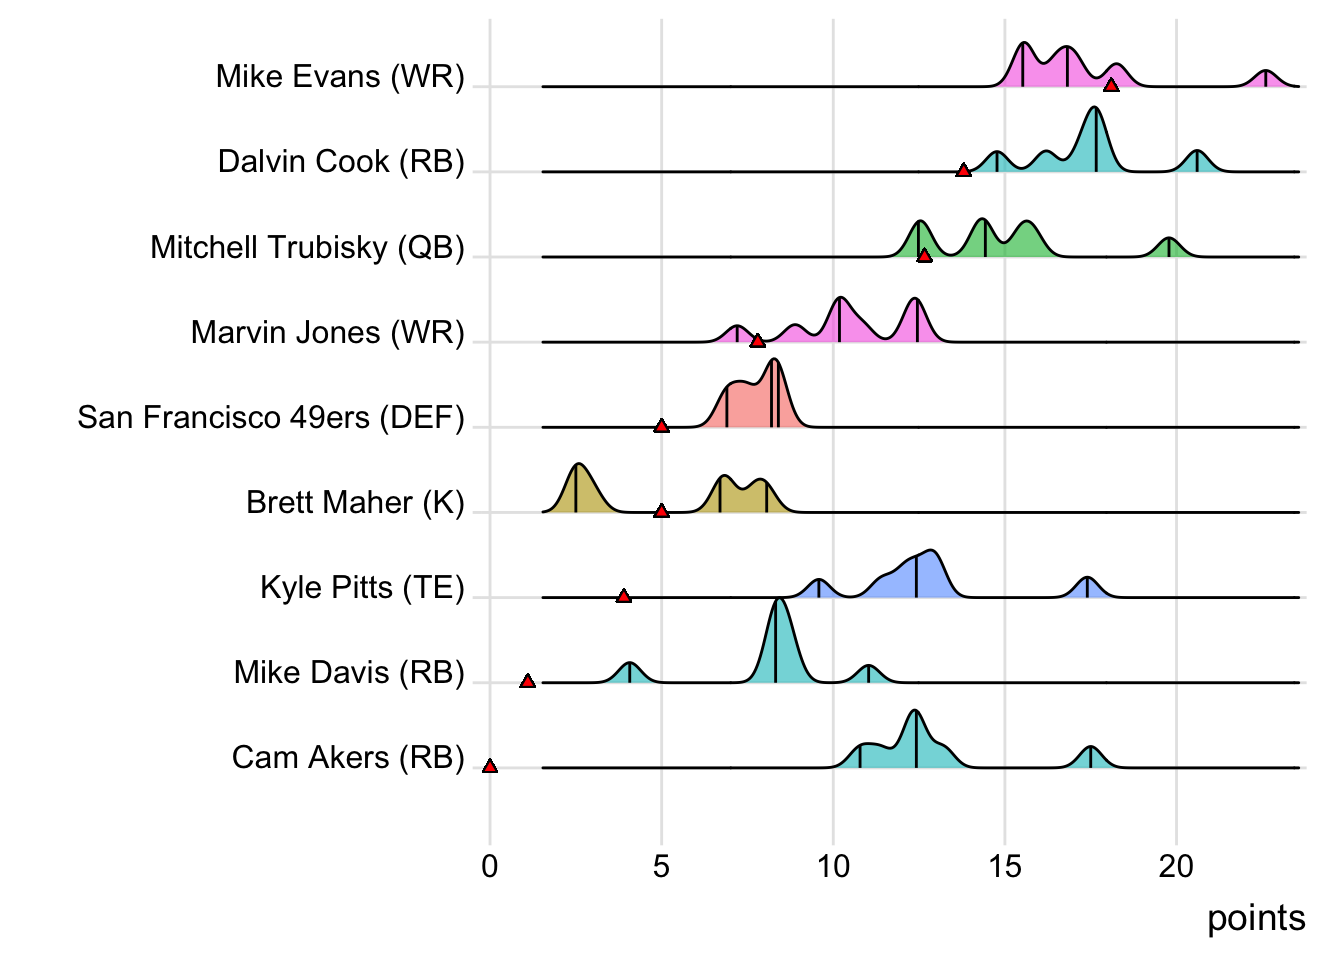 Mike Evans (WR)
Dalvin Cook (RB)
Mitchell Trubisky (QB)
Marvin Jones (WR)
San Francisco 49ers (DEF)
Brett Maher (K)
Kyle Pitts (TE)
Mike Davis (RB)
Cam Akers (RB)
0 5 10 15 20
points